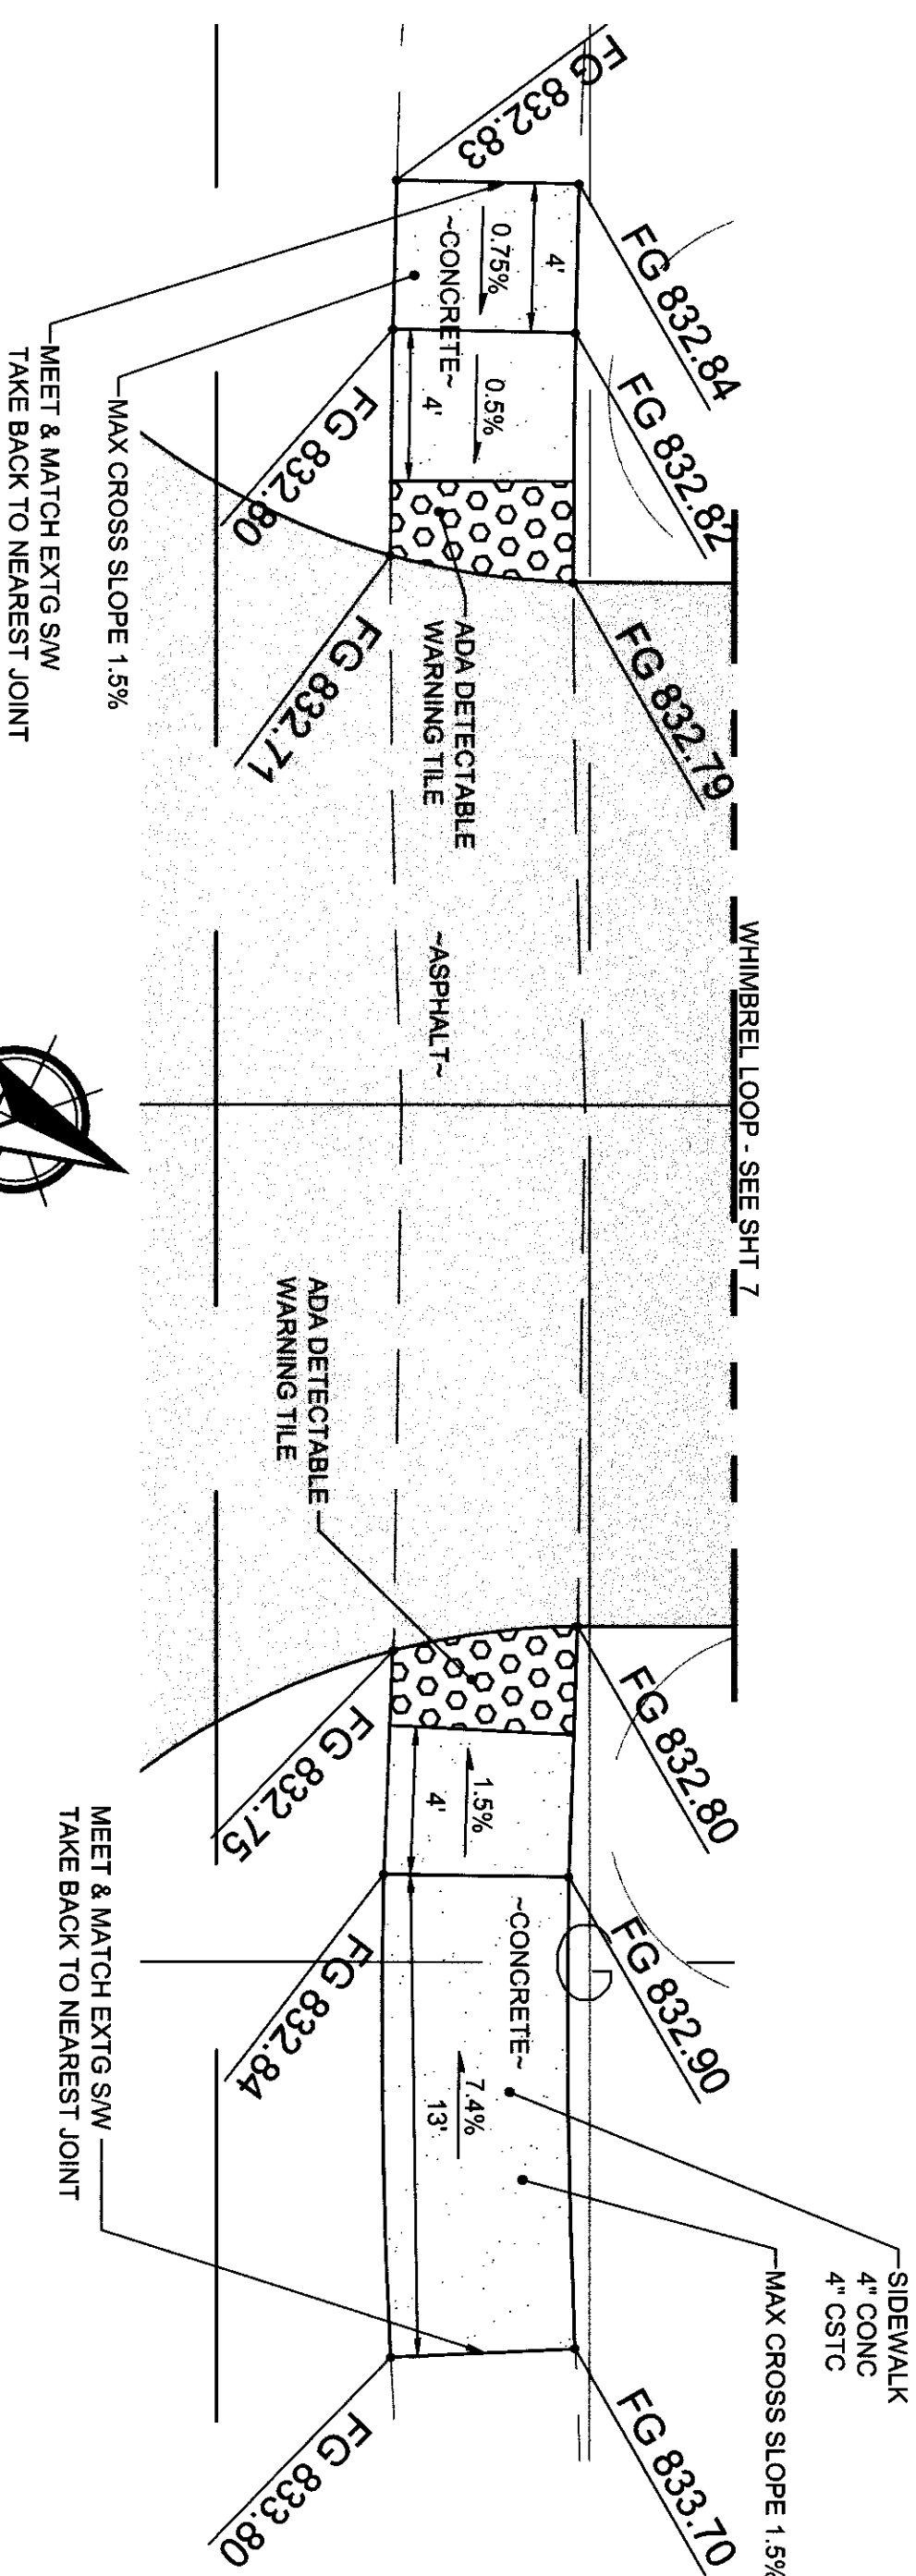 FG 832.83
FG 832.84
0.75%
4'
~CONCRETE~
FG 832.82
0.5%
4'
FG 832.80
MAX CROSS SLOPE 1.5%
MEET & MATCH EXTG S/W
TAKE BACK TO NEAREST JOINT
FG 832.79
FG 832.71
ADA DETECTABLE
WARNING TILE
~ASPHALT~
WHIMBREL LOOP - SEE SHT 7
ADA DETECTABLE
WARNING TILE
FG 832.80
FG 832.75
1.5%
4'
FG 832.90
FG 832.84
~CONCRETE~
G
7.4%
13'
MEET & MATCH EXTG S/W
TAKE BACK TO NEAREST JOINT
SIDEWALK
4" CONC
4" CSTC
MAX CROSS SLOPE 1.5%
FG 833.70
FG 833.80